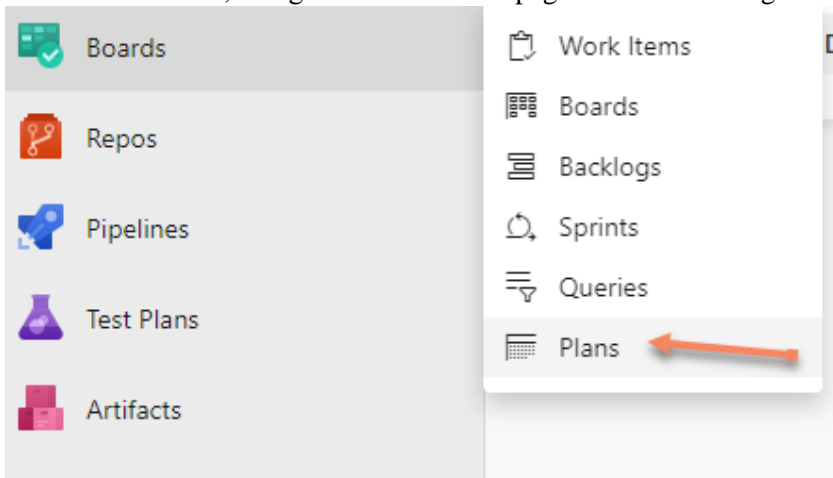 Boards
Repos
Pipelines
Test Plans
Artifacts
Work Items
Boards
Backlogs
Sprints
Queries
Plans